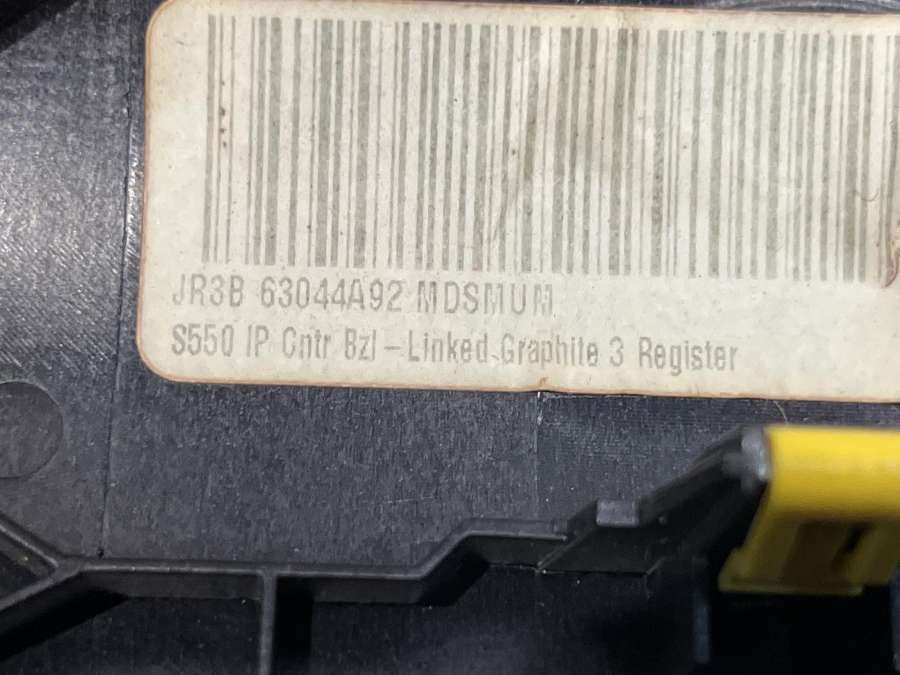 JR3B 63044A92 MDSMUM
S550 IP Cntr Bzl - Linked Graphite 3 Register